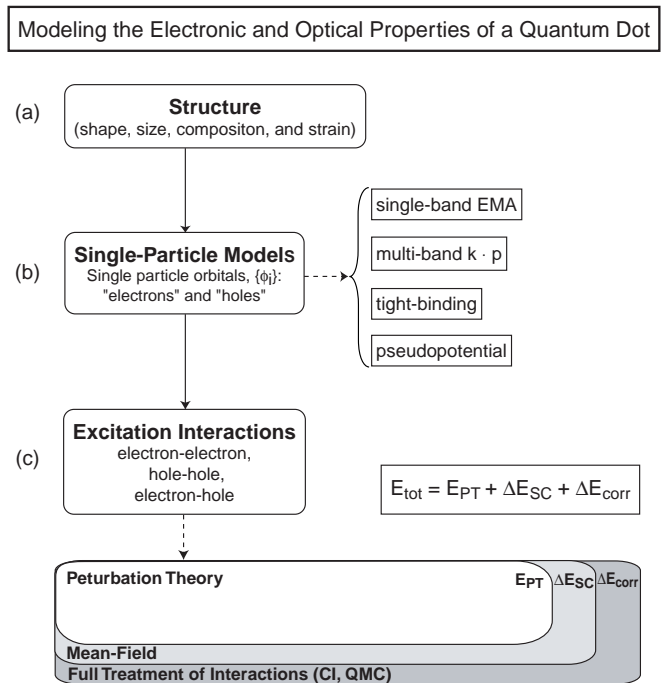 Modeling the Electronic and Optical Properties of a Quantum Dot
(a)
Structure
(shape, size, compositon, and strain)
(b)
Single-Particle Models
Single particle orbitals, {ϕi}:
"electrons" and "holes"
single-band EMA
multi-band k · p
tight-binding
pseudopotential
(c)
Excitation Interactions
electron-electron,
hole-hole,
electron-hole
Etot = EPT + ΔESC + ΔEcorr
Peturbation Theory EPT ΔESC ΔEcorr
Mean-Field
Full Treatment of Interactions (CI, QMC)